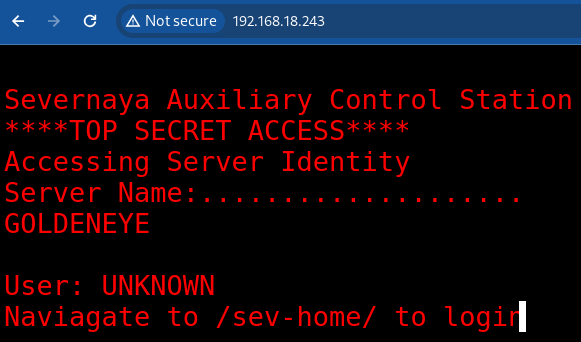 Not secure 192.168.18.243
Severnaya Auxiliary Control Station
****TOP SECRET ACCESS****
Accessing Server Identity
Server Name:....................
GOLDENEYE
User: UNKNOWN
Naviagate to /sev-home/ to login